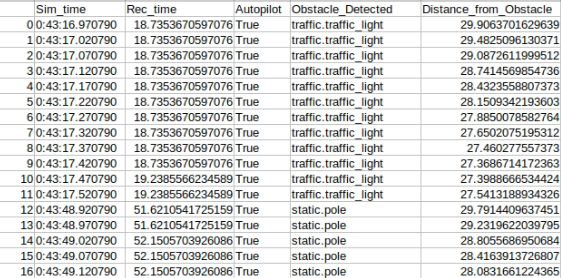 Sim_time Rec_time Autopilot Obstacle_Detected Distance_from_Obstacle
0 0:43:16.970790 18.7353670597076 True traffic.traffic_light 29.9063701629639
1 0:43:17.020790 18.7353670597076 True traffic.traffic_light 29.4825096130371
2 0:43:17.070790 18.7353670597076 True traffic.traffic_light 29.0872611999512
3 0:43:17.120790 18.7353670597076 True traffic.traffic_light 28.7414569854736
4 0:43:17.170790 18.7353670597076 True traffic.traffic_light 28.4323558807373
5 0:43:17.220790 18.7353670597076 True traffic.traffic_light 28.1509342193603
6 0:43:17.270790 18.7353670597076 True traffic.traffic_light 27.8850078582764
7 0:43:17.320790 18.7353670597076 True traffic.traffic_light 27.6502075195312
8 0:43:17.370790 18.7353670597076 True traffic.traffic_light 27.460277557373
9 0:43:17.420790 18.7353670597076 True traffic.traffic_light 27.3686714172363
10 0:43:17.470790 19.2385566234589 True traffic.traffic_light 27.3988666534424
11 0:43:17.520790 19.2385566234589 True traffic.traffic_light 27.5413188934326
12 0:43:48.920790 51.6210541725159 True static.pole 29.7914409637451
13 0:43:48.970790 51.6210541725159 True static.pole 29.2319622039795
14 0:43:49.020790 52.1505703926086 True static.pole 28.8055686950684
15 0:43:49.070790 52.1505703926086 True static.pole 28.4163913726807
16 0:43:49.120790 52.1505703926086 True static.pole 28.0831661224365